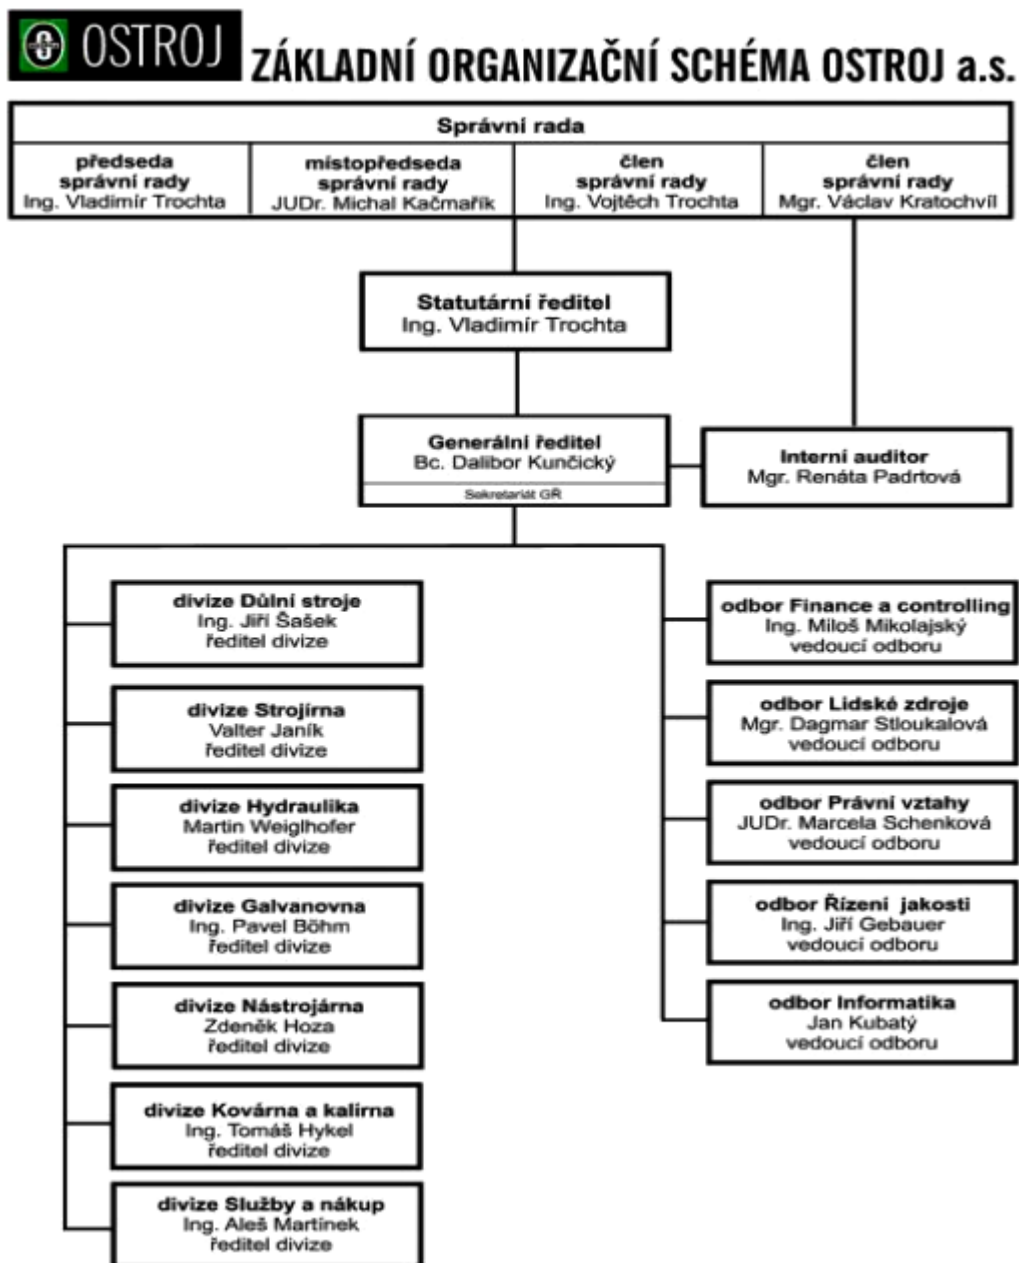 OSTROJ
ZÁKLADNÍ ORGANIZAČNÍ SCHÉMA OSTROJ a.s.
Správní rada
předseda
správní rady
Ing. Vladimír Trochta
místopředseda
správní rady
JUDr. Michal Kačmařík
člen
správní rady
Ing. Vojtěch Trochta
člen
správní rady
Mgr. Václav Kratochvíl
Statutární ředitel
Ing. Vladimír Trochta
Generální ředitel
Bc. Dalibor Kunčický
Sekretariát GŘ
Interní auditor
Mgr. Renáta Padrtová
divize Důlní stroje
Ing. Jiří Šašek
ředitel divize
divize Strojírna
Valter Janík
ředitel divize
divize Hydraulika
Martin Weiglhofer
ředitel divize
divize Galvanovna
Ing. Pavel Böhm
ředitel divize
divize Nástrojárna
Zdeněk Hoza
ředitel divize
divize Kovárna a kalírna
Ing. Tomáš Hykel
ředitel divize
divize Služby a nákup
Ing. Aleš Martínek
ředitel divize
odbor Finance a controlling
Ing. Miloš Mikolajský
vedoucí odboru
odbor Lidské zdroje
Mgr. Dagmar Stloukalová
vedoucí odboru
odbor Právní vztahy
JUDr. Marcela Schenková
vedoucí odboru
odbor Řízení jakosti
Ing. Jiří Gebauer
vedoucí odboru
odbor Informatika
Jan Kubatý
vedoucí odboru